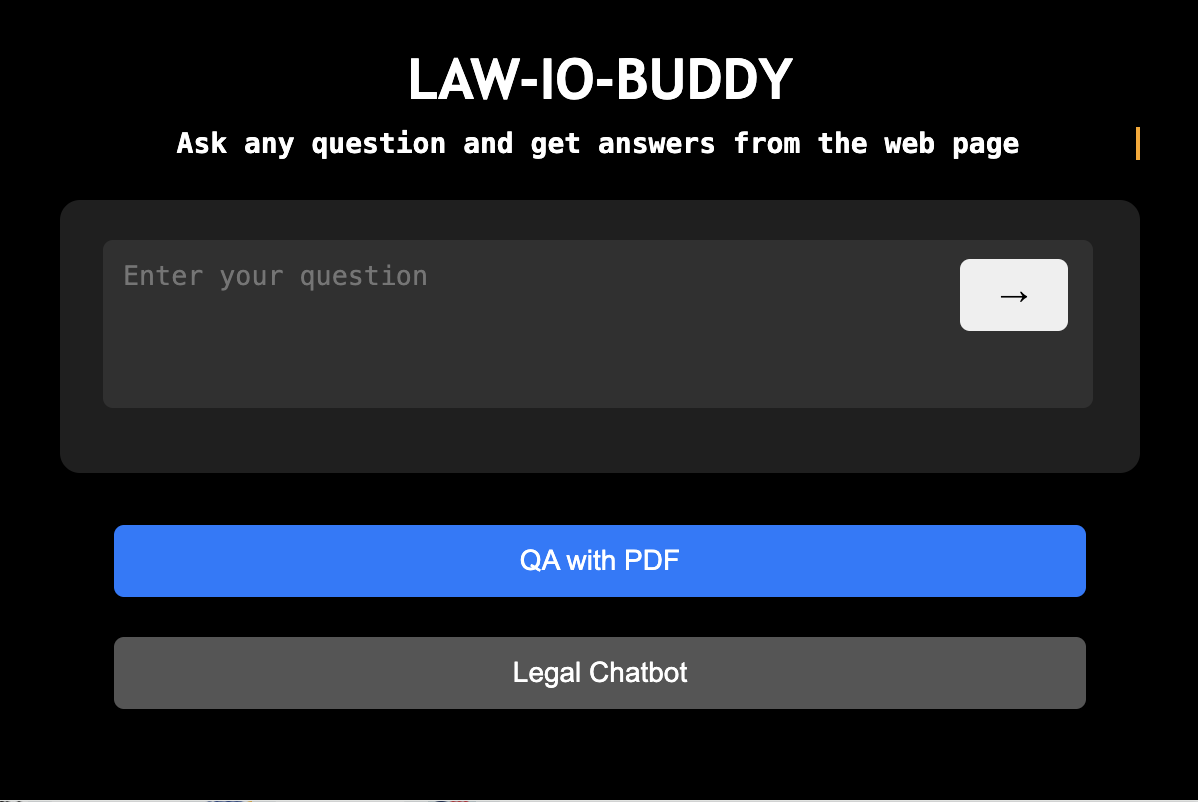 LAW-IO-BUDDY
Ask any question and get answers from the web page
Enter your question
→
QA with PDF
Legal Chatbot